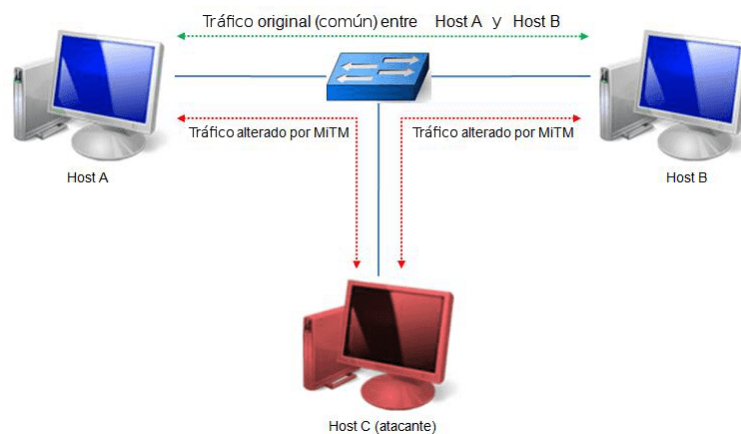 Tráfico original (común) entre Host A y Host B
Tráfico alterado por MiTM
Tráfico alterado por MiTM
Host A
Host B
Host C (atacante)